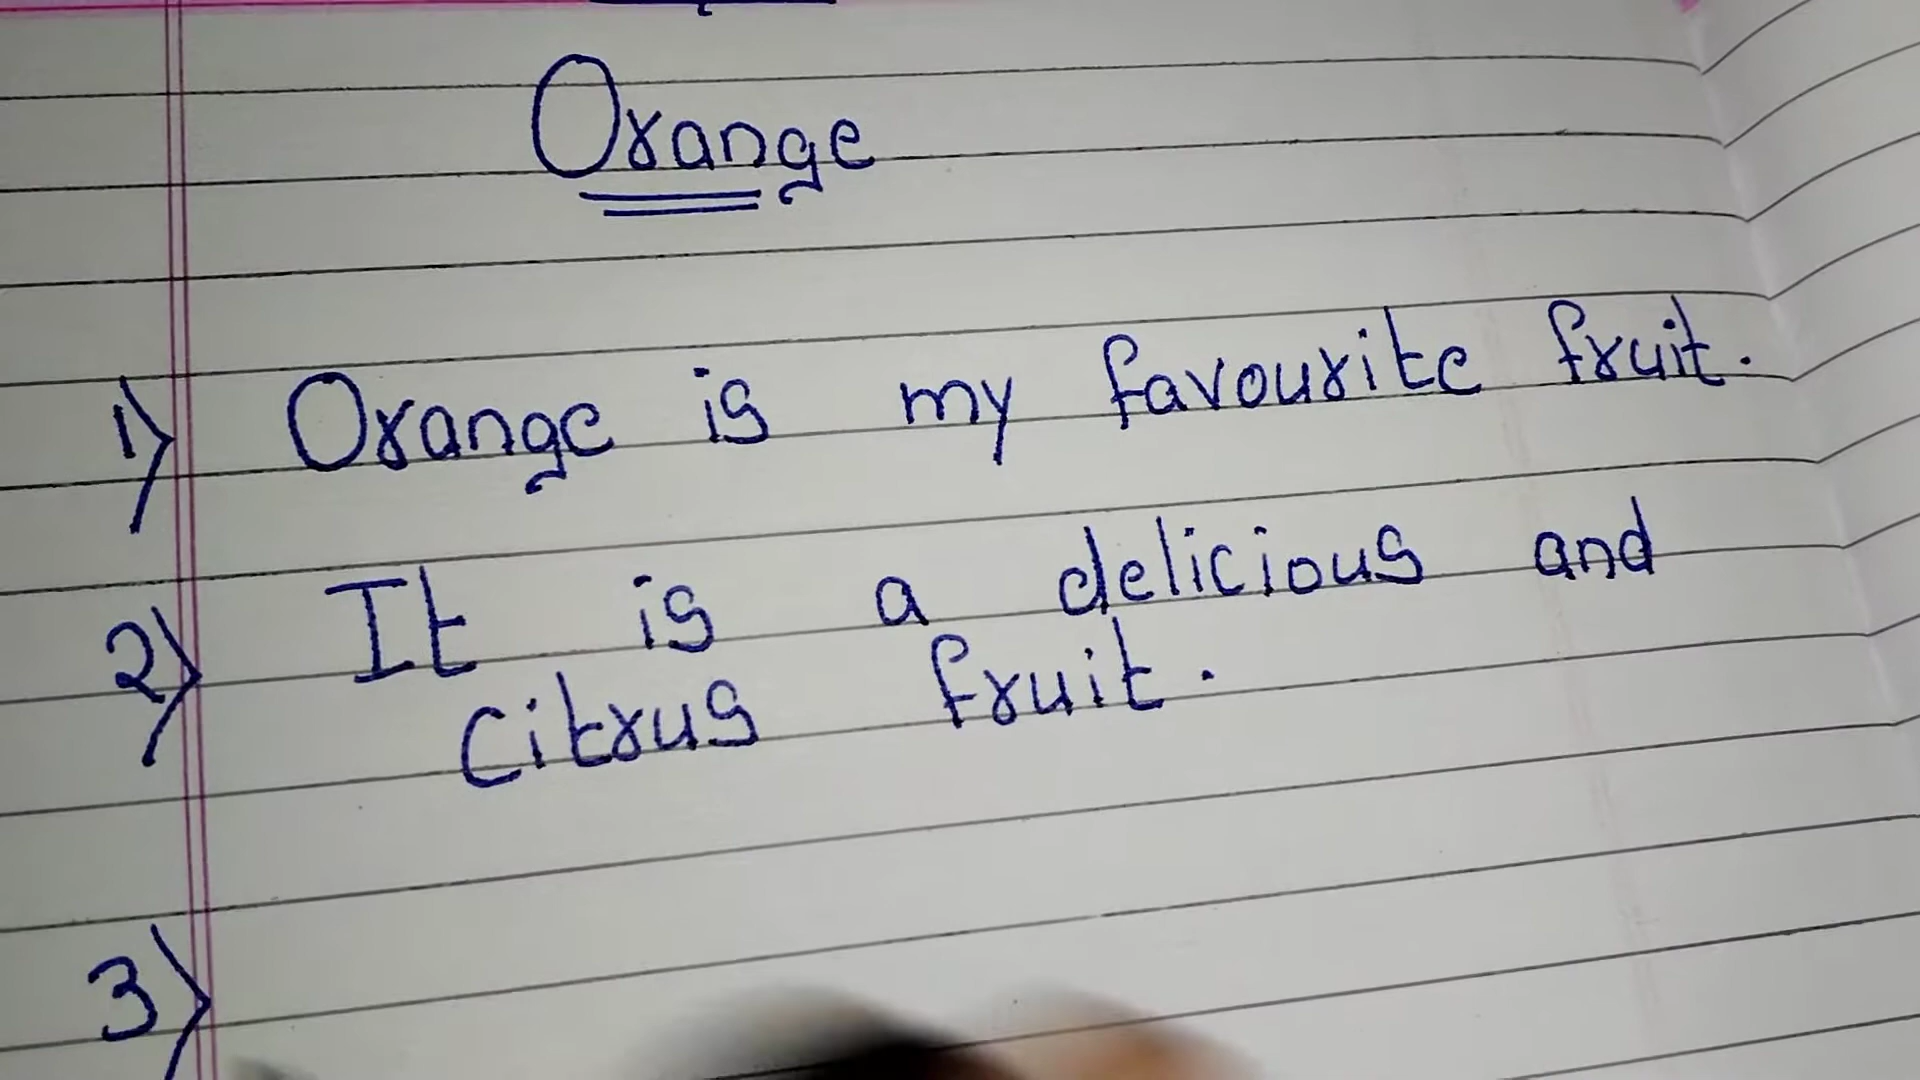 Orange
1) Orange is my favourite fruit.
2) It is a delicious and
citrus fruit.
3)